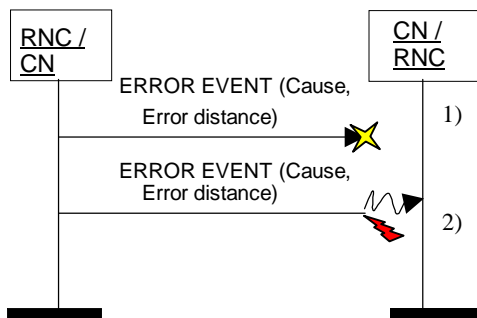 RNC /
CN
CN /
RNC
ERROR EVENT (Cause,
Error distance)
1)
ERROR EVENT (Cause,
Error distance)
2)